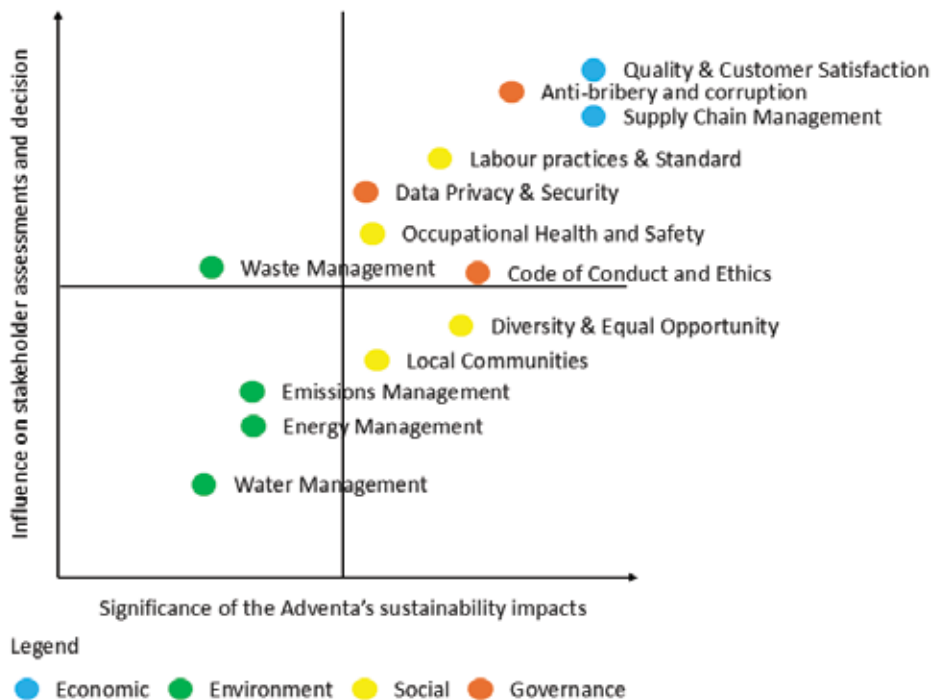 Influence on stakeholder assessments and decision
Quality & Customer Satisfaction
Anti-bribery and corruption
Supply Chain Management
Labour practices & Standard
Data Privacy & Security
Occupational Health and Safety
Waste Management
Code of Conduct and Ethics
Diversity & Equal Opportunity
Local Communities
Emissions Management
Energy Management
Water Management
Significance of the Adventa's sustainability impacts
Legend
Economic Environment Social Governance